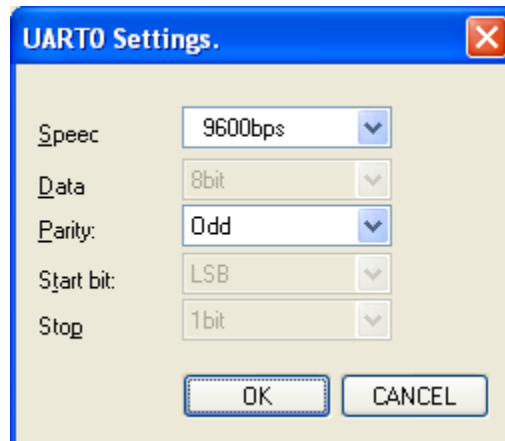 UART0 Settings.
Speec 9600bps
Data 8bit
Parity: Odd
Start bit: LSB
Stop 1bit
OK CANCEL